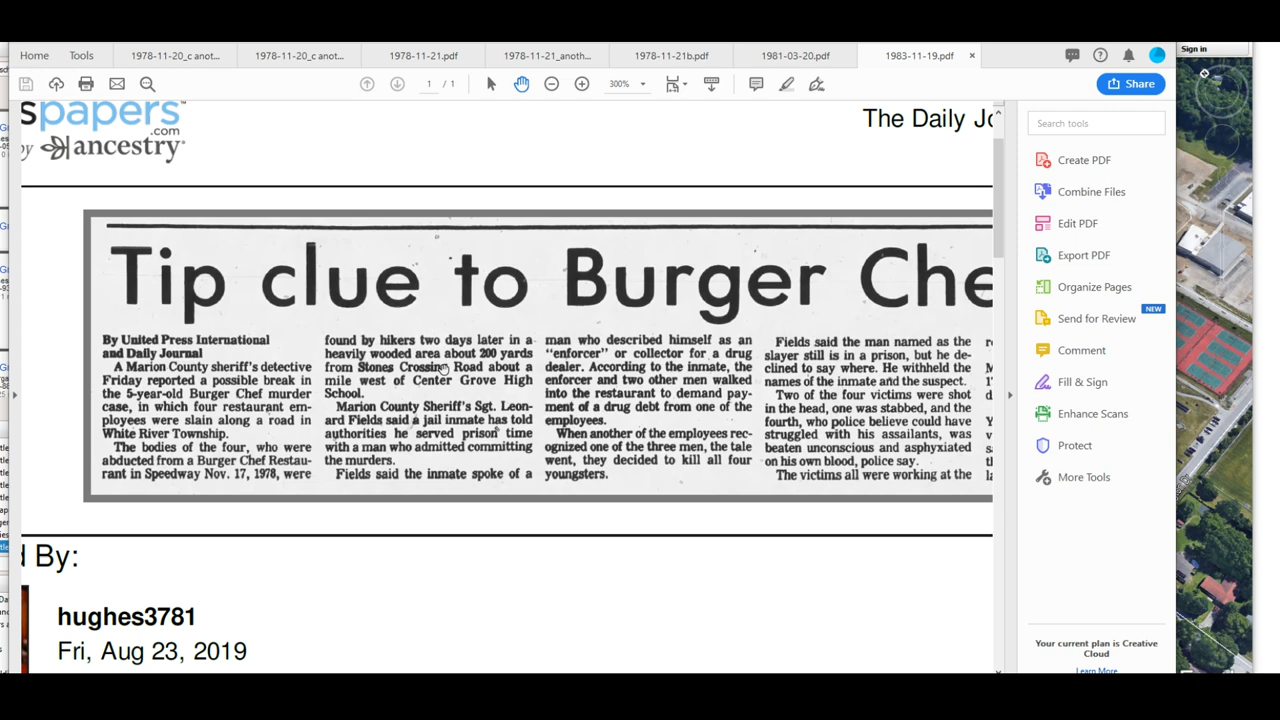 Sign in
Home
Tools
1978-11-20_c anot...
1978-11-20_c anot...
1978-11-21.pdf
1978-11-21_anoth...
1978-11-21b.pdf
1981-03-20.pdf
1983-11-19.pdf
1 / 1
300%
Share
spapers™
.com
by ancestry
The Daily Jo
Search tools
Create PDF
Combine Files
Edit PDF
Export PDF
Organize Pages
Send for Review
NEW
Comment
Fill & Sign
Enhance Scans
Protect
More Tools
Your current plan is Creative
Cloud
Learn More
Tip clue to Burger Che
By United Press International
and Daily Journal
A Marion County sheriff's detective
Friday reported a possible break in
the 5-year-old Burger Chef murder
case, in which four restaurant em-
ployees were slain along a road in
White River Township.
The bodies of the four, who were
abducted from a Burger Chef Restau-
rant in Speedway Nov. 17, 1978, were
found by hikers two days later in a
heavily wooded area about 200 yards
from Stones Crossing Road about a
mile west of Center Grove High
School.
Marion County Sheriff's Sgt. Leon-
ard Fields said a jail inmate has told
authorities he served prison time
with a man who admitted committing
the murders.
Fields said the inmate spoke of a
man who described himself as an
"enforcer" or collector for a drug
dealer. According to the inmate, the
enforcer and two other men walked
into the restaurant to demand pay-
ment of a drug debt from one of the
employees.
When another of the employees rec-
ognized one of the three men, the tale
went, they decided to kill all four
youngsters.
Fields said the man named as the
slayer still is in a prison, but he de-
clined to say where. He withheld the
names of the inmate and the suspect.
Two of the four victims were shot
in the head, one was stabbed, and the
fourth, who police believe could have
struggled with his assailants, was
beaten unconscious and asphyxiated
on his own blood, police say.
The victims all were working at the
d By:
hughes3781
Fri, Aug 23, 2019